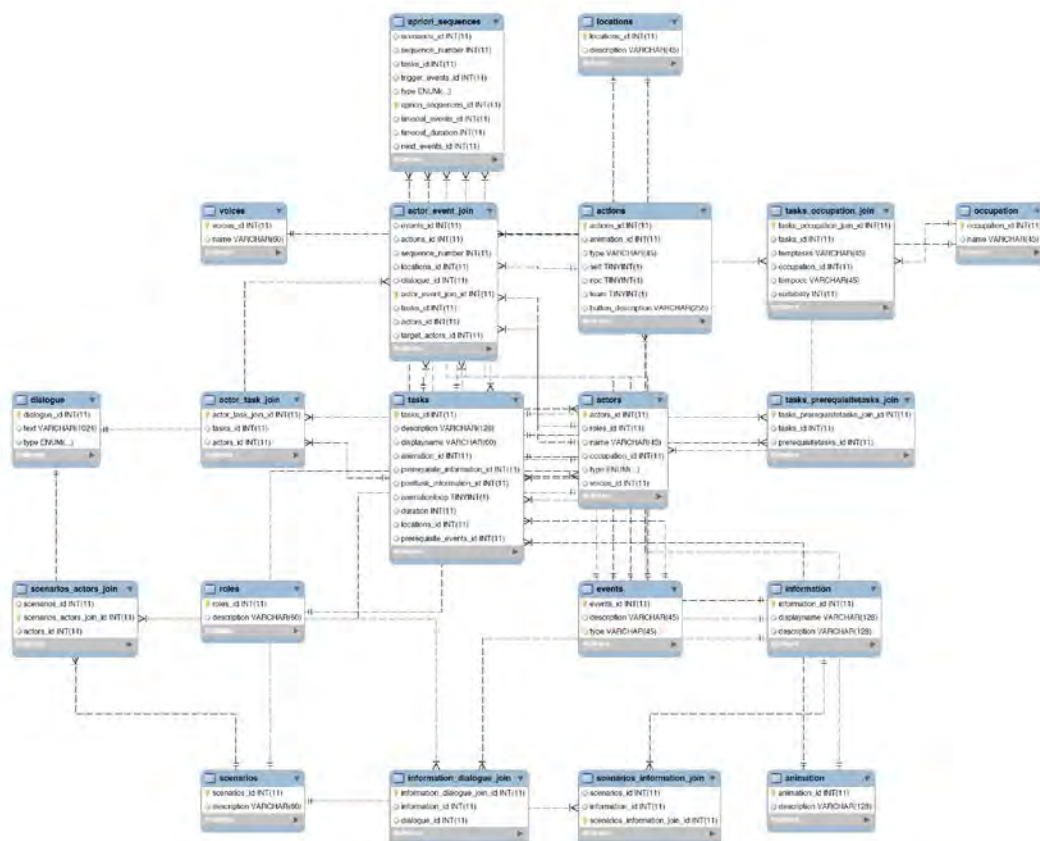 apriori_sequences
scenarios_id INT(11)
sequence_number INT(11)
tasks_id INT(11)
trigger_events_id INT(11)
type ENUM(...)
apriori_sequences_id INT(11)
timeout_events_id INT(11)
timeout_duration INT(11)
next_events_id INT(11)
locations
locations_id INT(11)
description VARCHAR(45)
voices
voices_id INT(11)
name VARCHAR(60)
actor_event_join
events_id INT(11)
actions_id INT(11)
sequence_number INT(11)
locations_id INT(11)
dialogue_id INT(11)
actor_event_join_id INT(11)
tasks_id INT(11)
actors_id INT(11)
target_actors_id INT(11)
actions
actions_id INT(11)
animation_id INT(11)
type VARCHAR(45)
self TINYINT(1)
npc TINYINT(1)
team TINYINT(1)
button_description VARCHAR(255)
tasks_occupation_join
tasks_occupation_join_id INT(11)
tasks_id INT(11)
temptasks VARCHAR(45)
occupation_id INT(11)
tempocc VARCHAR(45)
suitability INT(11)
occupation
occupation_id INT(11)
name VARCHAR(45)
dialogue
dialogue_id INT(11)
text VARCHAR(1024)
type ENUM(...)
actor_task_join
actor_task_join_id INT(11)
tasks_id INT(11)
actors_id INT(11)
tasks
tasks_id INT(11)
description VARCHAR(128)
displayname VARCHAR(60)
animation_id INT(11)
prerequisite_information_id INT(11)
posttask_information_id INT(11)
animationloop TINYINT(1)
duration INT(11)
locations_id INT(11)
prerequisite_events_id INT(11)
actors
actors_id INT(11)
roles_id INT(11)
name VARCHAR(45)
occupation_id INT(11)
type ENUM(...)
voices_id INT(11)
tasks_prerequisitetasks_join
tasks_prerequisitetasks_join_id INT(11)
tasks_id INT(11)
prerequisitetasks_id INT(11)
scenarios_actors_join
scenarios_id INT(11)
scenarios_actors_join_id INT(11)
actors_id INT(11)
roles
roles_id INT(11)
description VARCHAR(60)
events
events_id INT(11)
description VARCHAR(45)
type VARCHAR(45)
information
information_id INT(11)
displayname VARCHAR(128)
description VARCHAR(128)
scenarios
scenarios_id INT(11)
description VARCHAR(60)
information_dialogue_join
information_dialogue_join_id INT(11)
information_id INT(11)
dialogue_id INT(11)
scenarios_information_join
scenarios_id INT(11)
information_id INT(11)
scenarios_information_join_id INT(11)
animation
animation_id INT(11)
description VARCHAR(128)